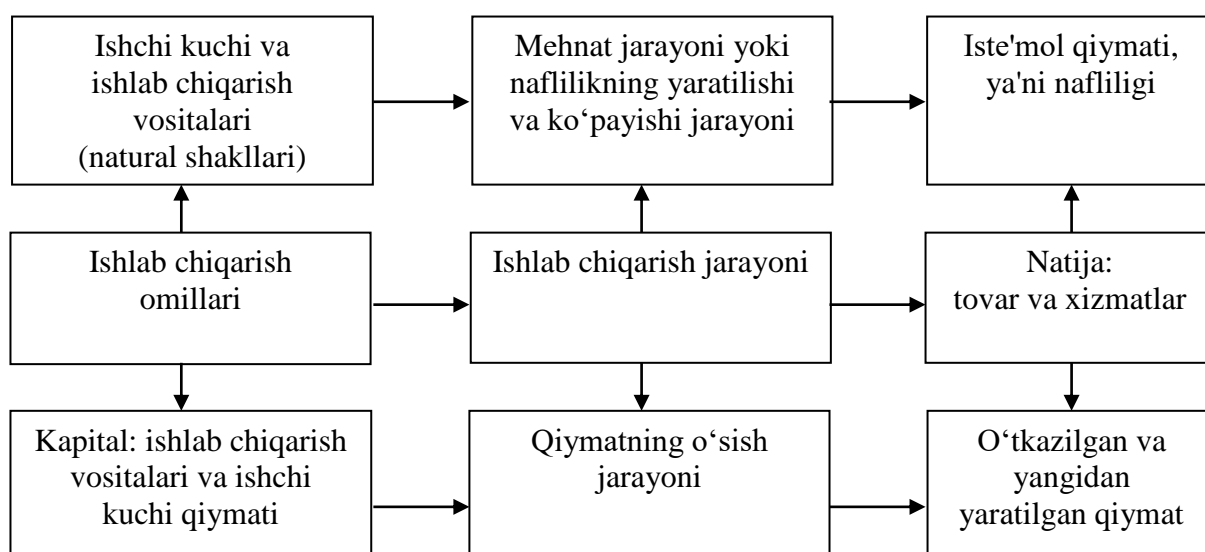 Ishchi kuchi va
ishlab chiqarish
vositalari
(natural shakllari)
Mehnat jarayoni yoki
naflilikning yaratilishi
va ko‘payishi jarayoni
Iste'mol qiymati,
ya'ni nafliligi
Ishlab chiqarish
omillari
Ishlab chiqarish jarayoni
Natija:
tovar va xizmatlar
Kapital: ishlab chiqarish
vositalari va ishchi
kuchi qiymati
Qiymatning o‘sish
jarayoni
O‘tkazilgan va
yangidan
yaratilgan qiymat